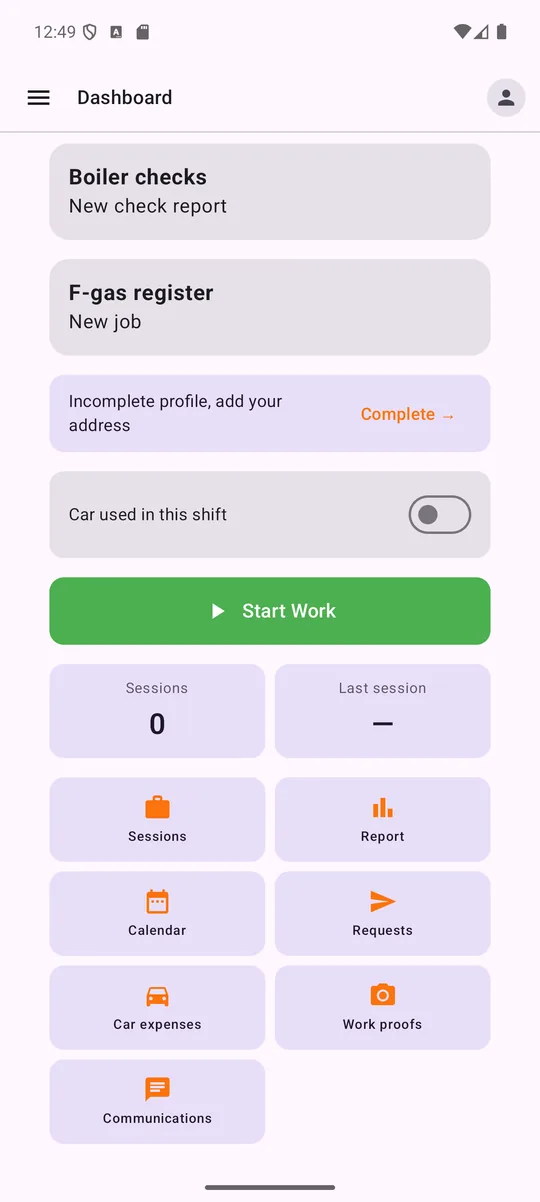 12:49
Dashboard
Boiler checks
New check report
F-gas register
New job
Incomplete profile, add your
address
Complete →
Car used in this shift
Start Work
Sessions
0
Last session
—
Sessions
Report
Calendar
Requests
Car expenses
Work proofs
Communications